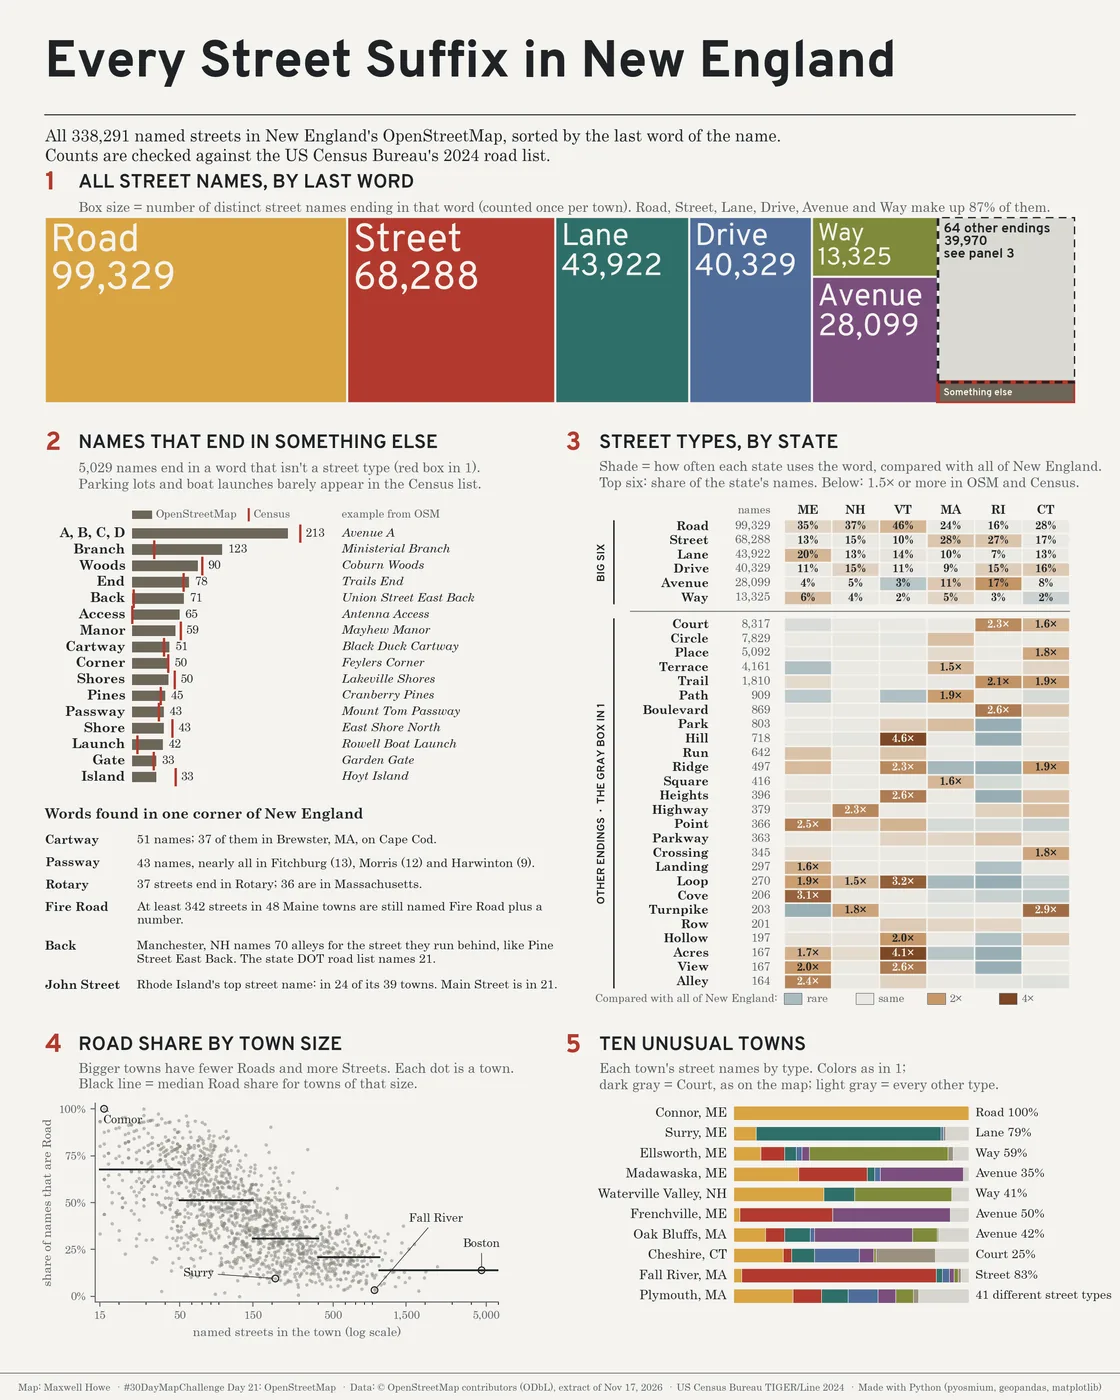 Every Street Suffix in New England
All 338,291 named streets in New England's OpenStreetMap, sorted by the last word of the name.
Counts are checked against the US Census Bureau's 2024 road list.
1 ALL STREET NAMES, BY LAST WORD
Box size = number of distinct street names ending in that word (counted once per town). Road, Street, Lane, Drive, Avenue and Way make up 87% of them.
Road
99,329
Street
68,288
Lane
43,922
Drive
40,329
Way
13,325
Avenue
28,099
64 other endings
39,970
see panel 3
Something else
2 NAMES THAT END IN SOMETHING ELSE
5,029 names end in a word that isn't a street type (red box in 1).
Parking lots and boat launches barely appear in the Census list.
OpenStreetMap Census example from OSM
A, B, C, D 213 Avenue A
Branch 123 Ministerial Branch
Woods 90 Coburn Woods
End 78 Trails End
Back 71 Union Street East Back
Access 65 Antenna Access
Manor 59 Mayhew Manor
Cartway 51 Black Duck Cartway
Corner 50 Feylers Corner
Shores 50 Lakeville Shores
Pines 45 Cranberry Pines
Passway 43 Mount Tom Passway
Shore 43 East Shore North
Launch 42 Rowell Boat Launch
Gate 33 Garden Gate
Island 33 Hoyt Island
Words found in one corner of New England
Cartway 51 names; 37 of them in Brewster, MA, on Cape Cod.
Passway 43 names, nearly all in Fitchburg (13), Morris (12) and Harwinton (9).
Rotary 37 streets end in Rotary; 36 are in Massachusetts.
Fire Road At least 342 streets in 48 Maine towns are still named Fire Road plus a
number.
Back Manchester, NH names 70 alleys for the street they run behind, like Pine
Street East Back. The state DOT road list names 21.
John Street Rhode Island's top street name: in 24 of its 39 towns. Main Street is in 21.
3 STREET TYPES, BY STATE
Shade = how often each state uses the word, compared with all of New England.
Top six: share of the state's names. Below: 1.5× or more in OSM and Census.
names ME NH VT MA RI CT
BIG SIX
Road 99,329 35% 37% 46% 24% 16% 28%
Street 68,288 13% 15% 10% 28% 27% 17%
Lane 43,922 20% 13% 14% 10% 7% 13%
Drive 40,329 11% 15% 11% 9% 15% 16%
Avenue 28,099 4% 5% 3% 11% 17% 8%
Way 13,325 6% 4% 2% 5% 3% 2%
OTHER ENDINGS · THE GRAY BOX IN 1
Court 8,317 2.3× 1.6×
Circle 7,829
Place 5,092 1.8×
Terrace 4,161 1.5×
Trail 1,810 2.1× 1.9×
Path 909 1.9×
Boulevard 869 2.6×
Park 803
Hill 718 4.6×
Run 642
Ridge 497 2.3× 1.9×
Square 416 1.6×
Heights 396 2.6×
Highway 379 2.3×
Point 366 2.5×
Parkway 363
Crossing 345 1.8×
Landing 297 1.6×
Loop 270 1.9× 1.5× 3.2×
Cove 206 3.1×
Turnpike 203 1.8× 2.9×
Row 201
Hollow 197 2.0×
Acres 167 1.7× 4.1×
View 167 2.0× 2.6×
Alley 164 2.4×
Compared with all of New England: rare same 2× 4×
4 ROAD SHARE BY TOWN SIZE
Bigger towns have fewer Roads and more Streets. Each dot is a town.
Black line = median Road share for towns of that size.
share of names that are Road
100%
75%
50%
25%
0%
Connor
Surry
Fall River
Boston
15 50 150 500 1,500 5,000
named streets in the town (log scale)
5 TEN UNUSUAL TOWNS
Each town's street names by type. Colors as in 1;
dark gray = Court, as on the map; light gray = every other type.
Connor, ME Road 100%
Surry, ME Lane 79%
Ellsworth, ME Way 59%
Madawaska, ME Avenue 35%
Waterville Valley, NH Way 41%
Frenchville, ME Avenue 50%
Oak Bluffs, MA Avenue 42%
Cheshire, CT Court 25%
Fall River, MA Street 83%
Plymouth, MA 41 different street types
Map: Maxwell Howe · #30DayMapChallenge Day 21: OpenStreetMap · Data: © OpenStreetMap contributors (ODbL), extract of Nov 17, 2026 · US Census Bureau TIGER/Line 2024 · Made with Python (pyosmium, geopandas, matplotlib)